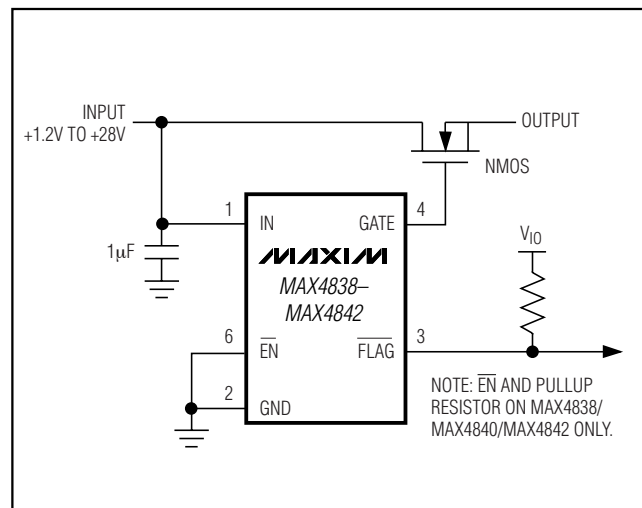 INPUT
+1.2V TO +28V
OUTPUT
NMOS
1
IN
GATE
4
1µF
MAXIM
MAX4838–
MAX4842
VIO
6
EN
FLAG
3
2
GND
NOTE: EN AND PULLUP
RESISTOR ON MAX4838/
MAX4840/MAX4842 ONLY.